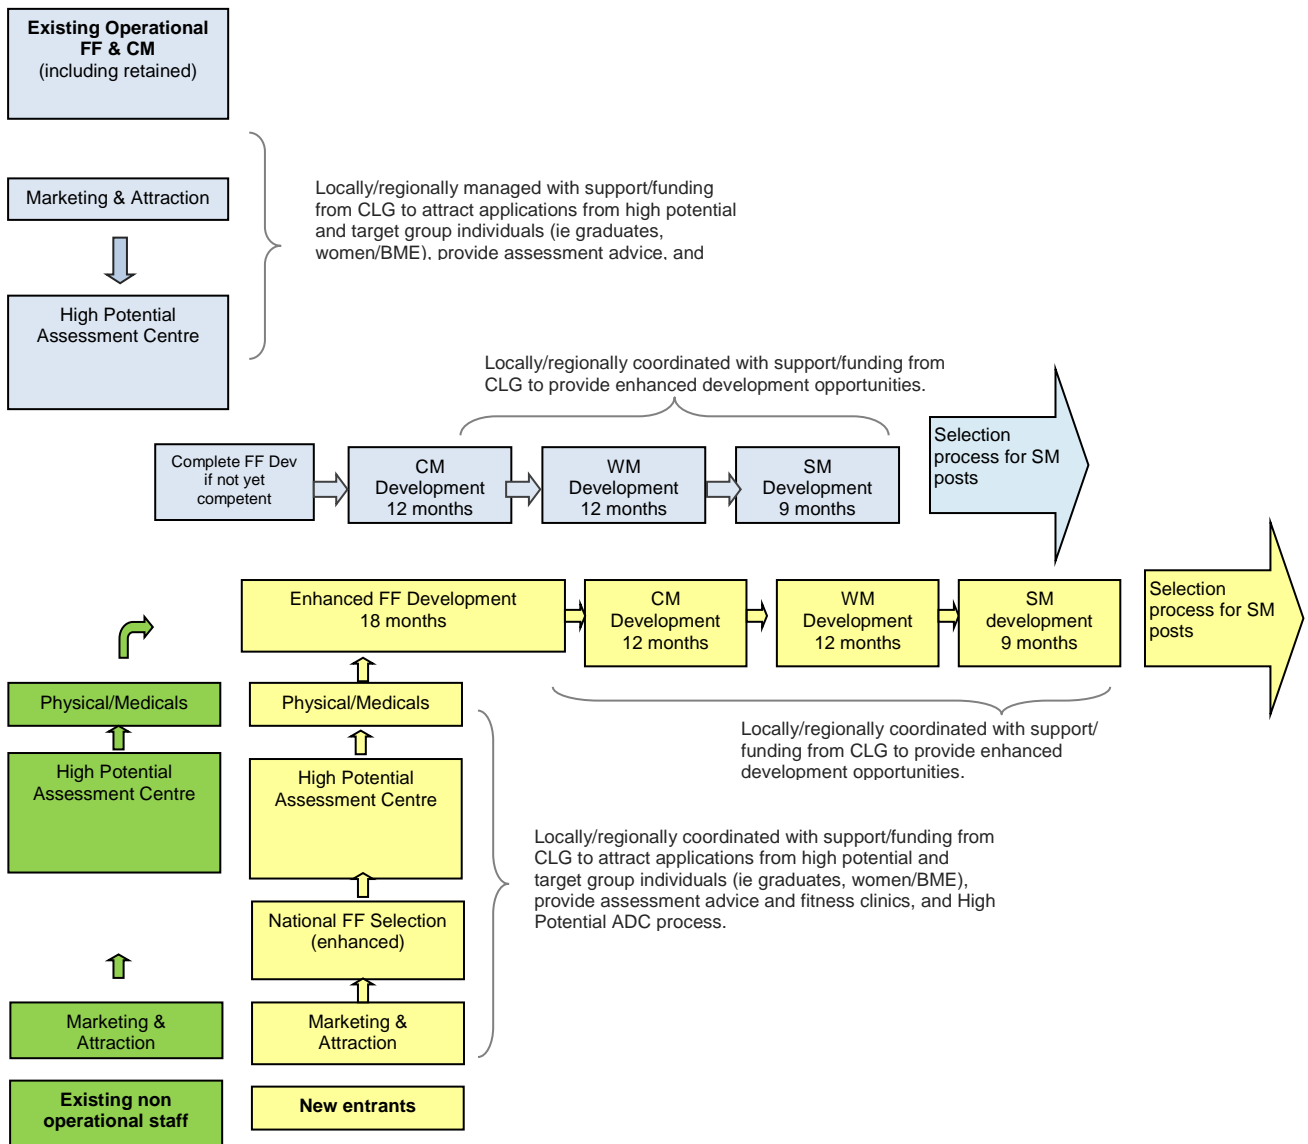 Existing Operational
FF & CM
(including retained)
Marketing & Attraction
High Potential
Assessment Centre
Locally/regionally managed with support/funding
from CLG to attract applications from high potential
and target group individuals (ie graduates,
women/BME), provide assessment advice, and
Locally/regionally coordinated with support/funding from
CLG to provide enhanced development opportunities.
Complete FF Dev
if not yet
competent
CM
Development
12 months
WM
Development
12 months
SM
Development
9 months
Selection
process for SM
posts
Enhanced FF Development
18 months
CM
Development
12 months
WM
Development
12 months
SM
development
9 months
Selection
process for SM
posts
Physical/Medicals
High Potential
Assessment Centre
Marketing &
Attraction
Existing non
operational staff
Physical/Medicals
High Potential
Assessment Centre
National FF Selection
(enhanced)
Marketing &
Attraction
New entrants
Locally/regionally coordinated with support/
funding from CLG to provide enhanced
development opportunities.
Locally/regionally coordinated with support/funding from
CLG to attract applications from high potential and
target group individuals (ie graduates, women/BME),
provide assessment advice and fitness clinics, and High
Potential ADC process.